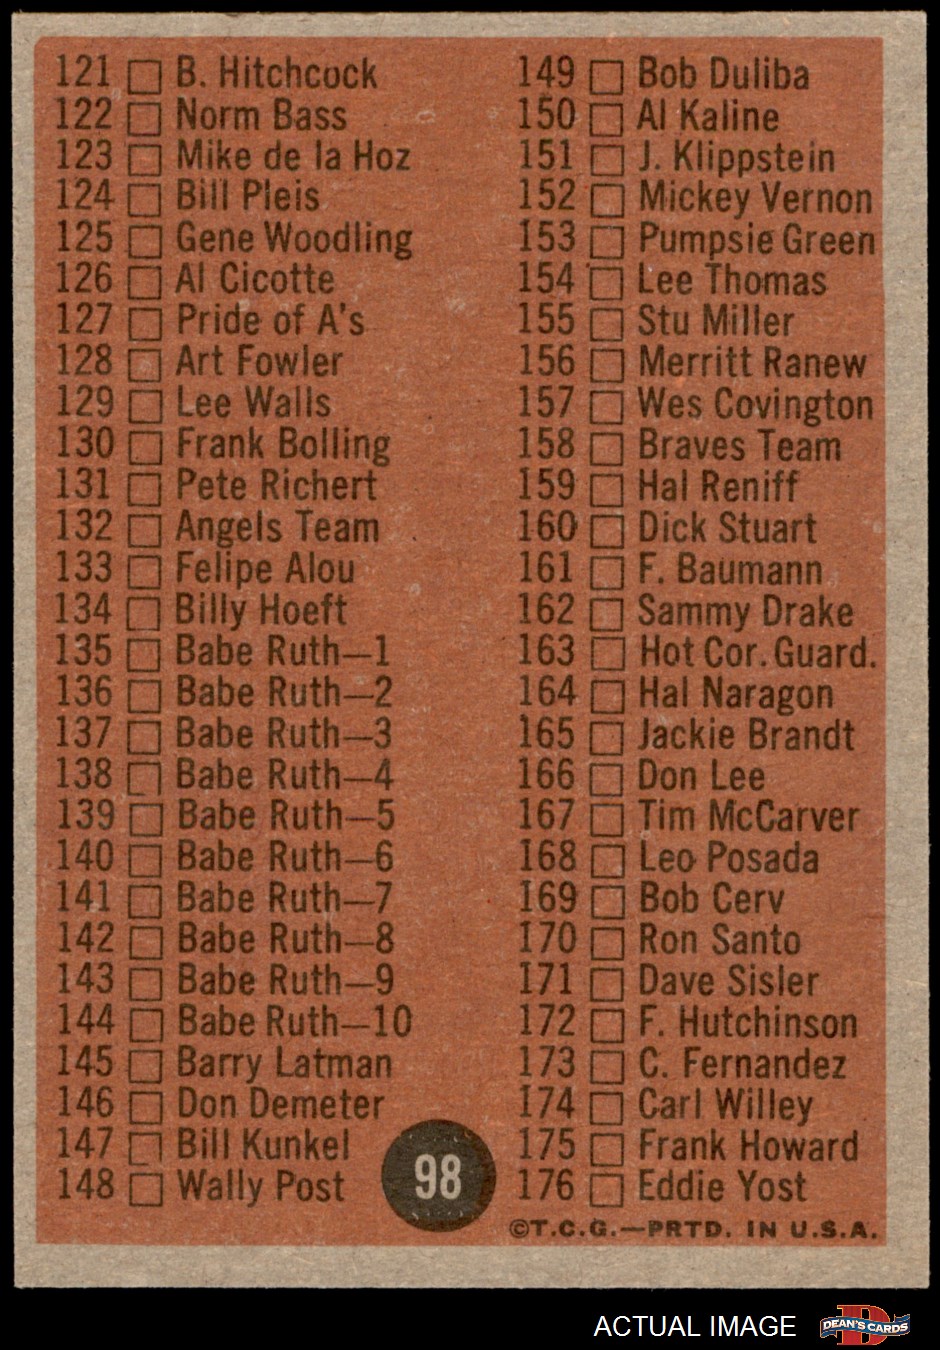 121 B. Hitchcock
122 Norm Bass
123 Mike de la Hoz
124 Bill Pleis
125 Gene Woodling
126 Al Cicotte
127 Pride of A's
128 Art Fowler
129 Lee Walls
130 Frank Bolling
131 Pete Richert
132 Angels Team
133 Felipe Alou
134 Billy Hoeft
135 Babe Ruth—1
136 Babe Ruth—2
137 Babe Ruth—3
138 Babe Ruth—4
139 Babe Ruth—5
140 Babe Ruth—6
141 Babe Ruth—7
142 Babe Ruth—8
143 Babe Ruth—9
144 Babe Ruth—10
145 Barry Latman
146 Don Demeter
147 Bill Kunkel
148 Wally Post
98
149 Bob Duliba
150 Al Kaline
151 J. Klippstein
152 Mickey Vernon
153 Pumpsie Green
154 Lee Thomas
155 Stu Miller
156 Merritt Ranew
157 Wes Covington
158 Braves Team
159 Hal Reniff
160 Dick Stuart
161 F. Baumann
162 Sammy Drake
163 Hot Cor. Guard.
164 Hal Naragon
165 Jackie Brandt
166 Don Lee
167 Tim McCarver
168 Leo Posada
169 Bob Cerv
170 Ron Santo
171 Dave Sisler
172 F. Hutchinson
173 C. Fernandez
174 Carl Willey
175 Frank Howard
176 Eddie Yost
©T.C.G.—PRTD. IN U.S.A.
ACTUAL IMAGE
DEAN'S CARDS